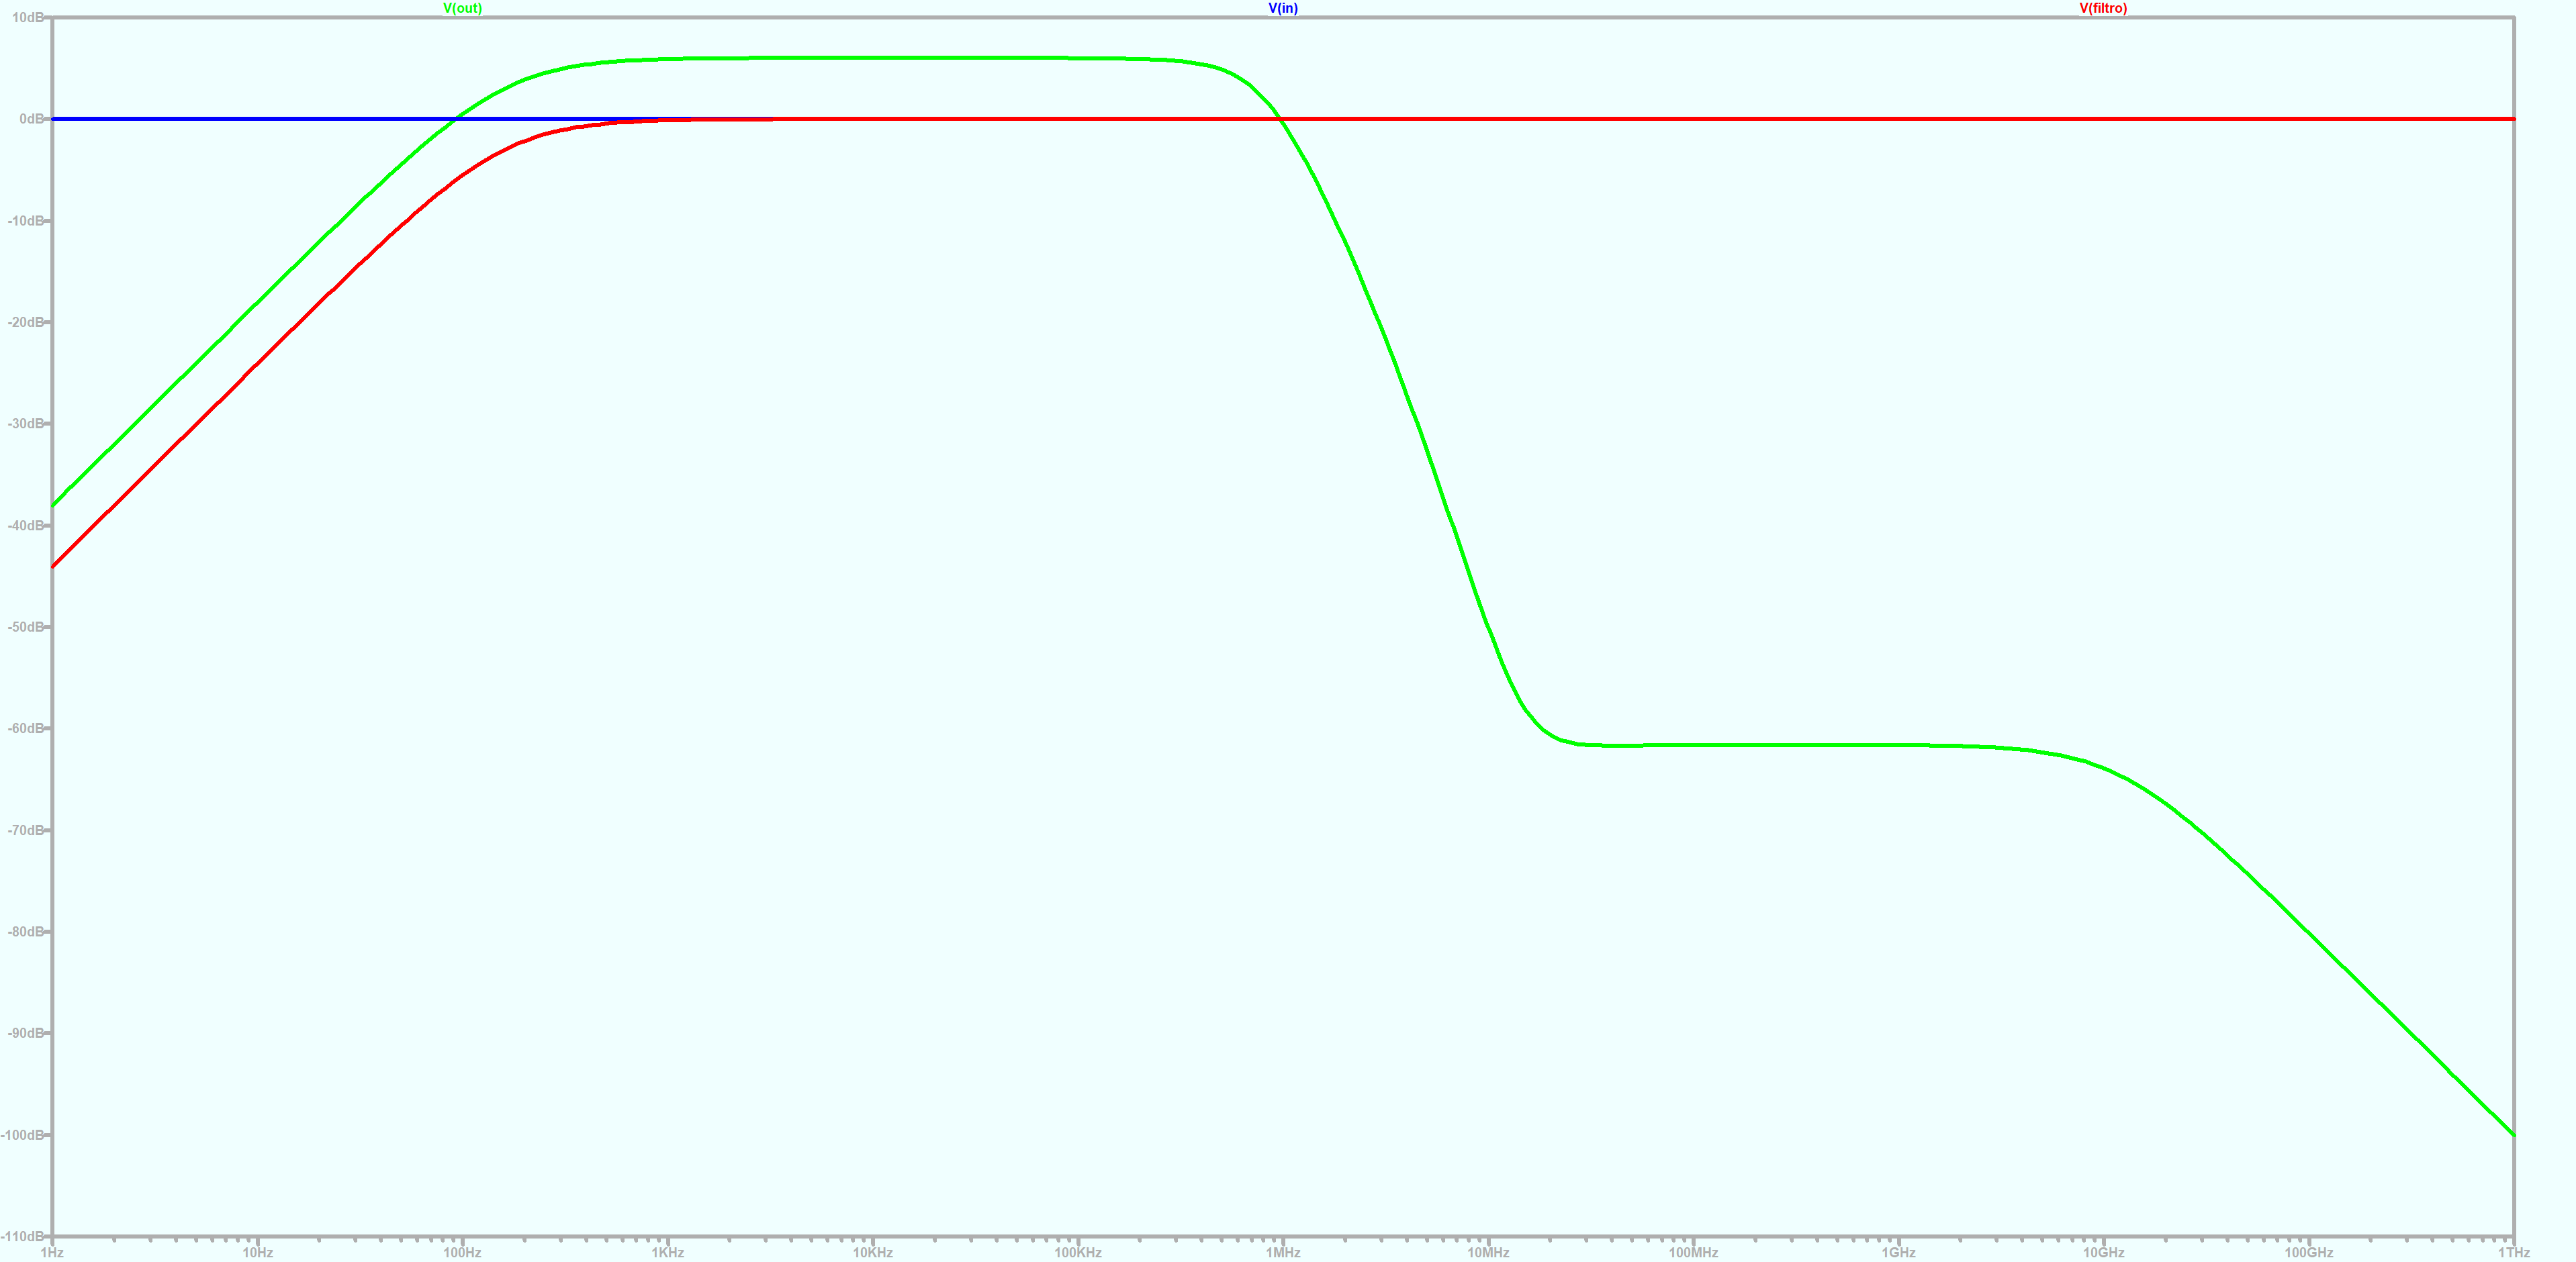 V(out) V(in) V(filtro)
10dB
0dB
-10dB
-20dB
-30dB
-40dB
-50dB
-60dB
-70dB
-80dB
-90dB
-100dB
-110dB
1Hz 10Hz 100Hz 1KHz 10KHz 100KHz 1MHz 10MHz 100MHz 1GHz 10GHz 100GHz 1THz